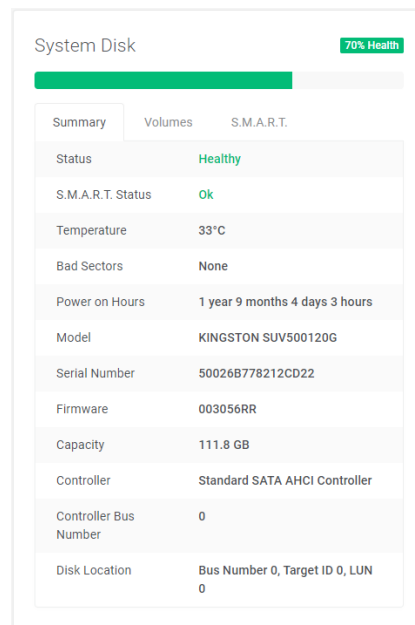 System Disk
70% Health
Summary
Volumes
S.M.A.R.T.
Status
Healthy
S.M.A.R.T. Status
Ok
Temperature
33°C
Bad Sectors
None
Power on Hours
1 year 9 months 4 days 3 hours
Model
KINGSTON SUV500120G
Serial Number
50026B778212CD22
Firmware
003056RR
Capacity
111.8 GB
Controller
Standard SATA AHCI Controller
Controller Bus
Number
0
Disk Location
Bus Number 0, Target ID 0, LUN
0